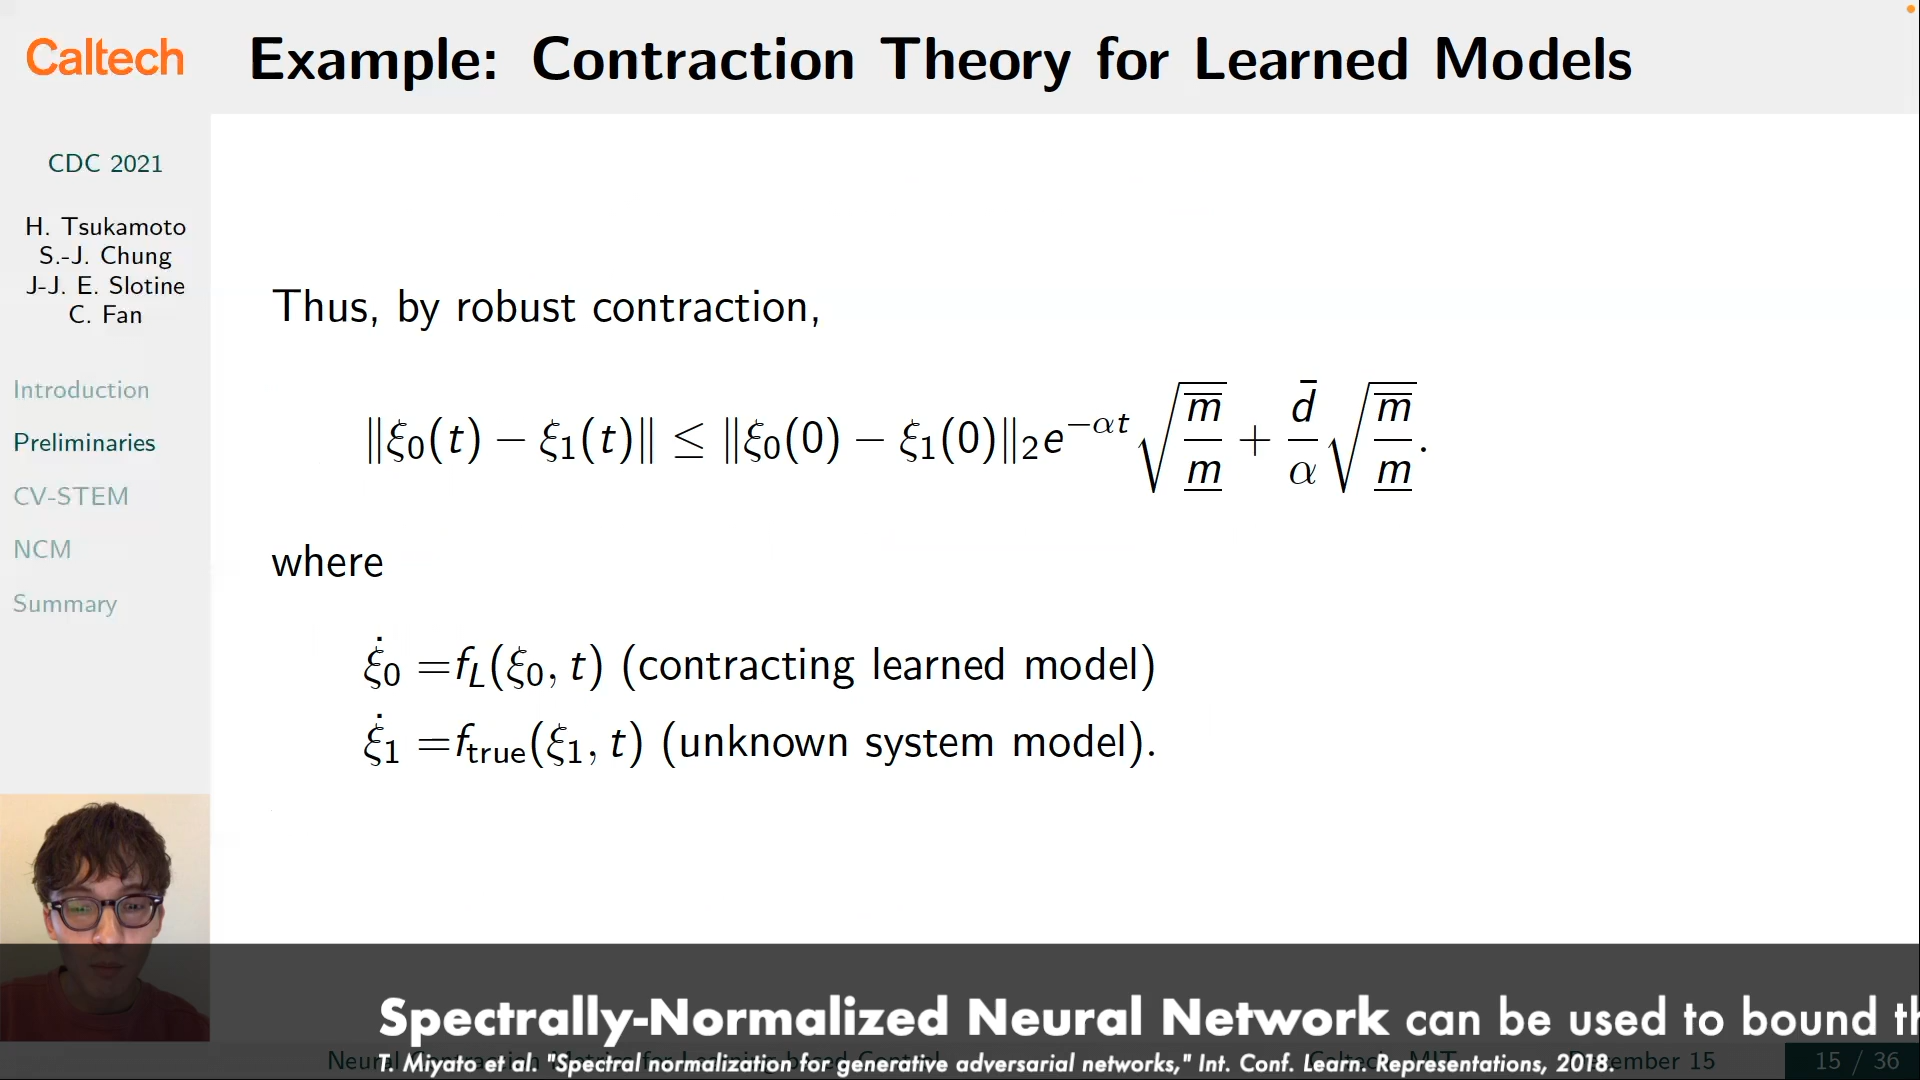 Caltech
Example: Contraction Theory for Learned Models
CDC 2021
H. Tsukamoto
S.-J. Chung
J-J. E. Slotine
C. Fan
Introduction
Preliminaries
CV-STEM
NCM
Summary
Thus, by robust contraction,
‖ξ₀(t) − ξ₁(t)‖ ≤ ‖ξ₀(0) − ξ₁(0)‖₂e^{−αt}√(m̅/m̲) + (d̄/α)√(m̅/m̲).
where
ξ̇₀ =f_L(ξ₀, t) (contracting learned model)
ξ̇₁ =f_true(ξ₁, t) (unknown system model).
Spectrally-Normalized Neural Network can be used to bound th
T. Miyato et al. "Spectral normalization for generative adversarial networks," Int. Conf. Learn. Representations, 2018.
15 / 36